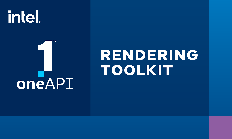 intel.
1
oneAPI
RENDERING
TOOLKIT